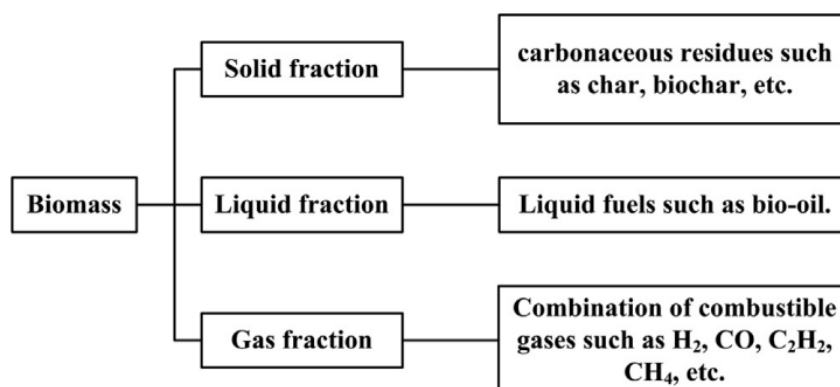 Solid fraction
carbonaceous residues such
as char, biochar, etc.
Biomass
Liquid fraction
Liquid fuels such as bio-oil.
Gas fraction
Combination of combustible
gases such as H₂, CO, C₂H₂,
CH₄, etc.